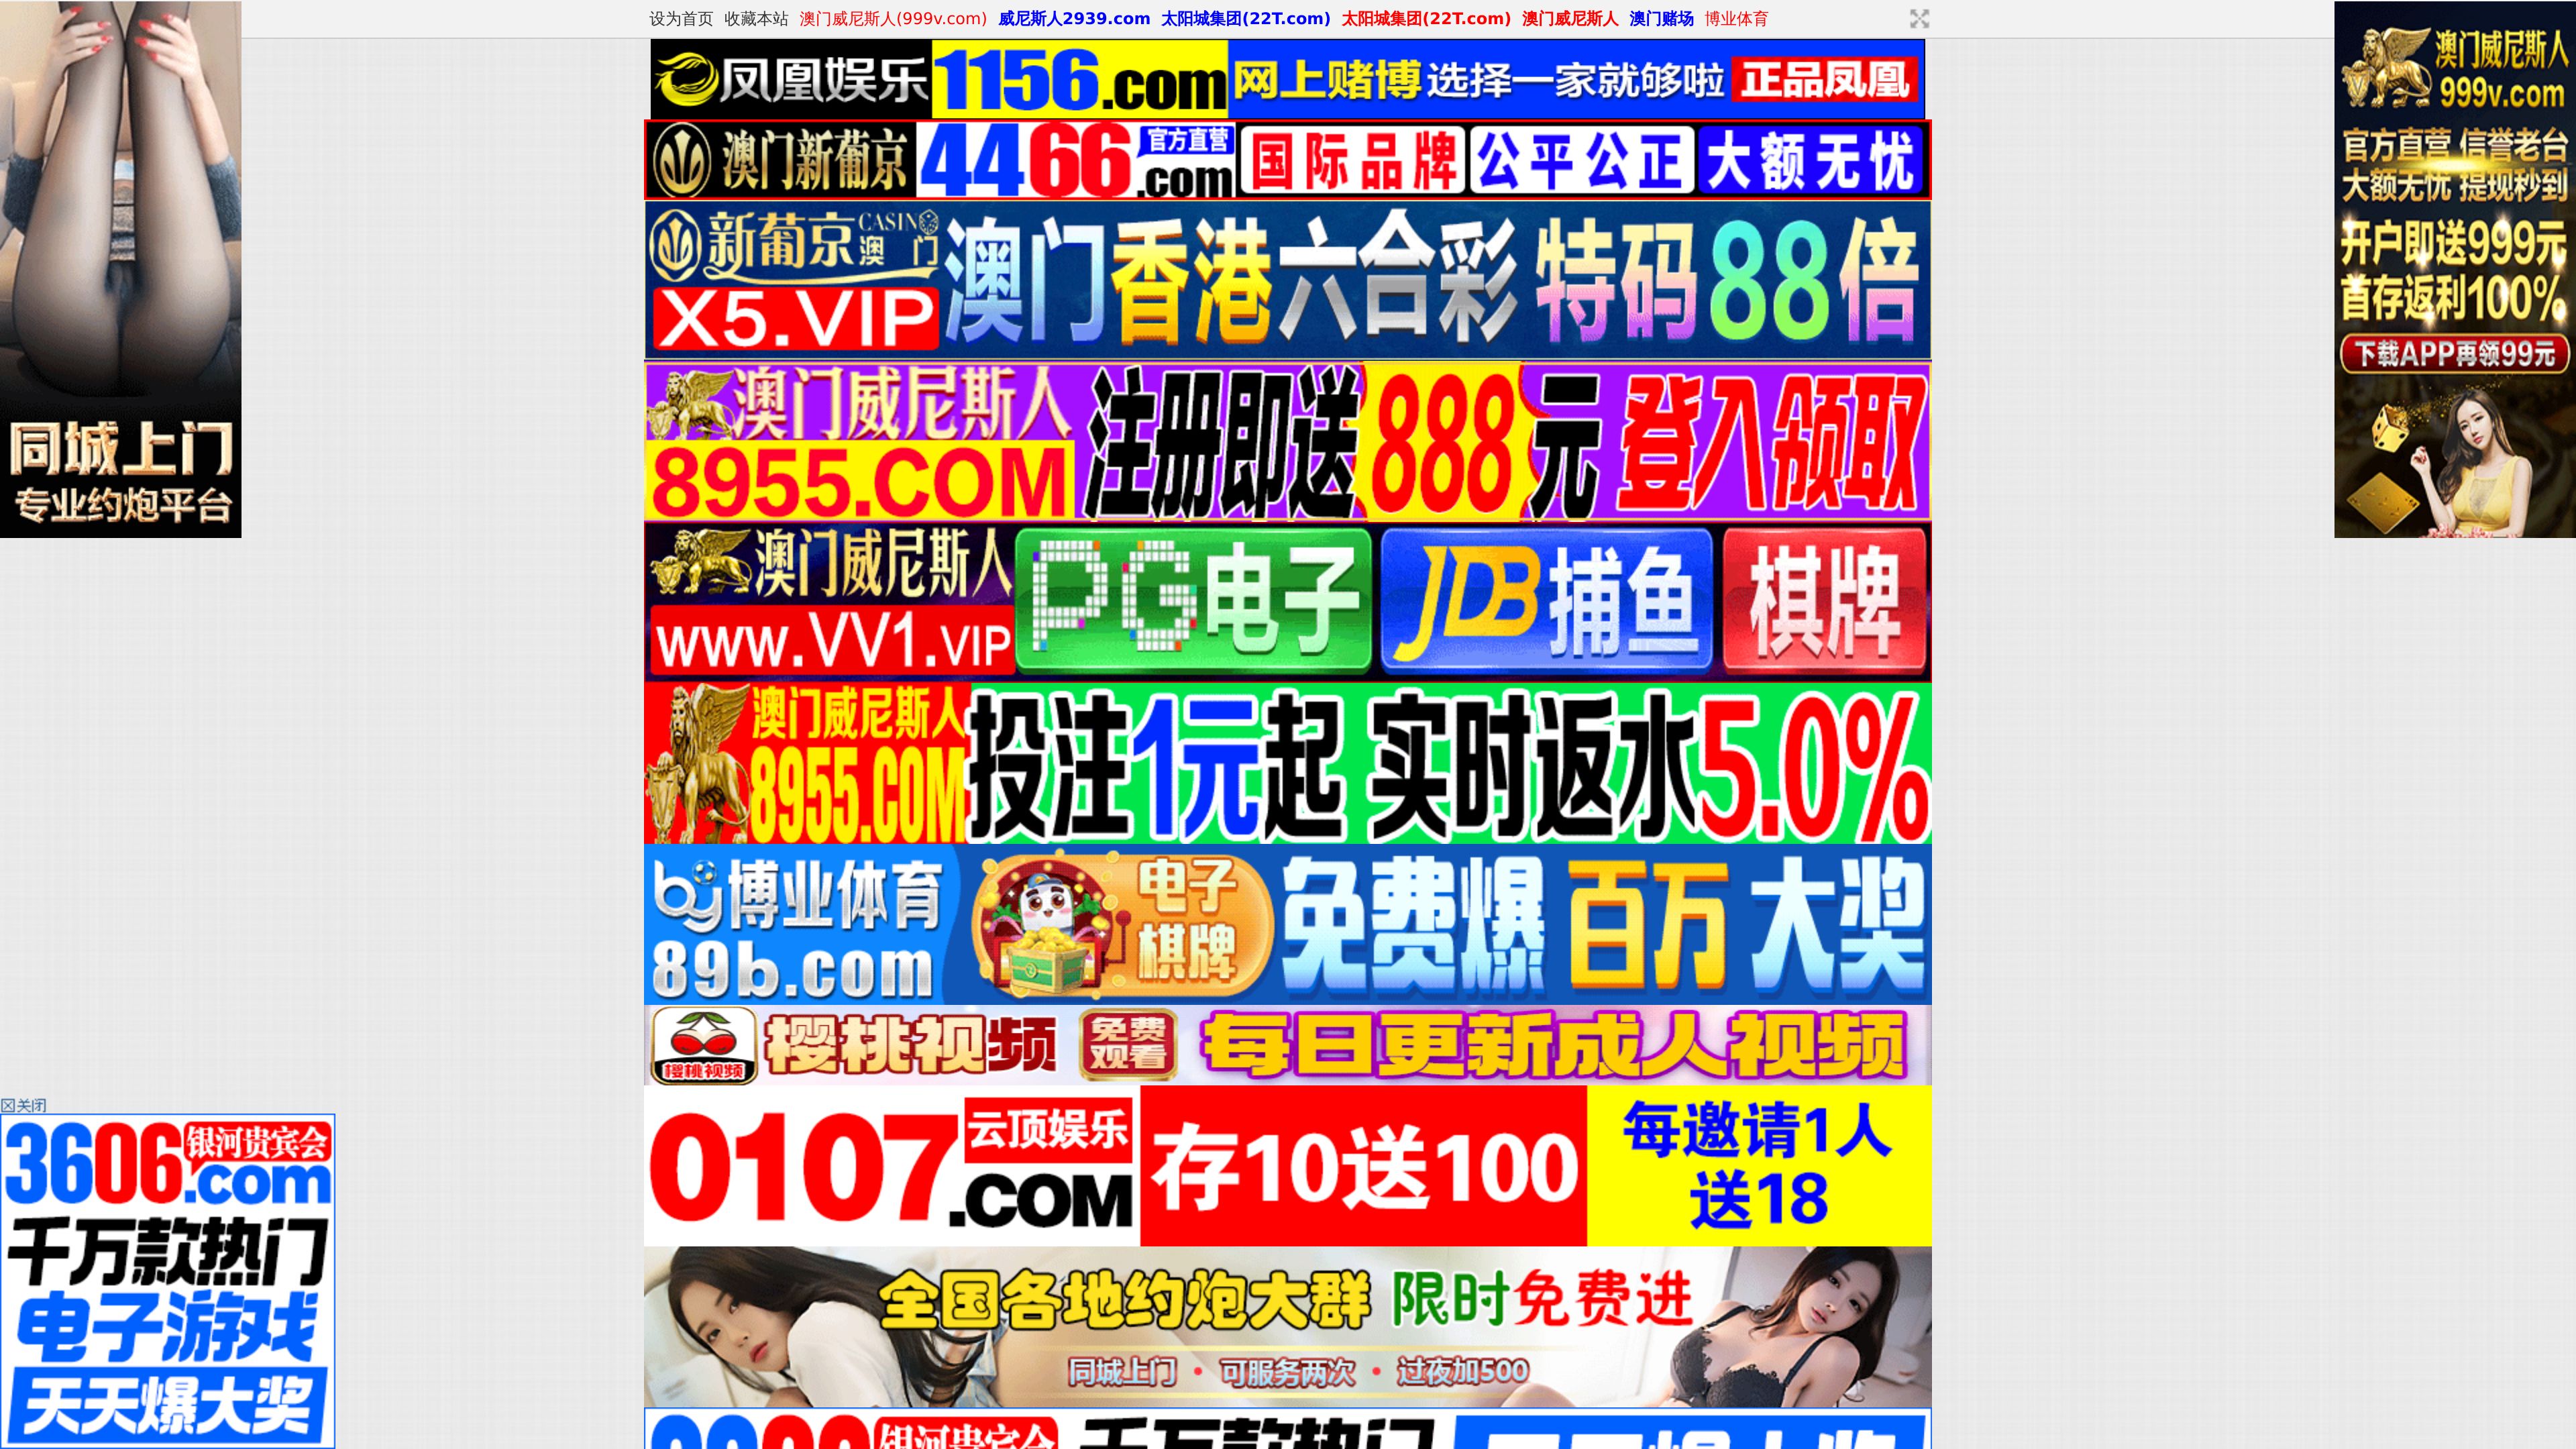 设为首页 收藏本站 澳门威尼斯人(999v.com) 威尼斯人2939.com 太阳城集团(22T.com) 太阳城集团(22T.com) 澳门威尼斯人 澳门赌场 博业体育
凤凰娱乐 1156.com 网上赌博 选择一家就够啦 正品凤凰
澳门新葡京 4466.com 官方直营 国际品牌 公平公正 大额无忧
新葡京 CASINO 澳门 X5.VIP 澳门香港六合彩 特码88倍
澳门威尼斯人 8955.COM 注册即送888元 登入领取
澳门威尼斯人 www.VV1.VIP PG电子 JDB捕鱼 棋牌
澳门威尼斯人 8955.COM 投注1元起 实时返水5.0%
by博业体育 89b.com 电子棋牌 免费爆百万大奖
樱桃视频 樱桃视频 免费观看 每日更新成人视频
0107.COM 云顶娱乐 存10送100 每邀请1人
送18
全国各地约炮大群 限时免费进
同城上门 • 可服务两次 • 过夜加500
银河贵宾会 千万款热门
同城上门
专业约炮平台
关闭
3606.com 银河贵宾会
千万款热门
电子游戏
天天爆大奖
澳门威尼斯人
999v.com
官方直营 信誉老台
大额无忧 提现秒到
开户即送999元
首存返利100%
下载APP再领99元